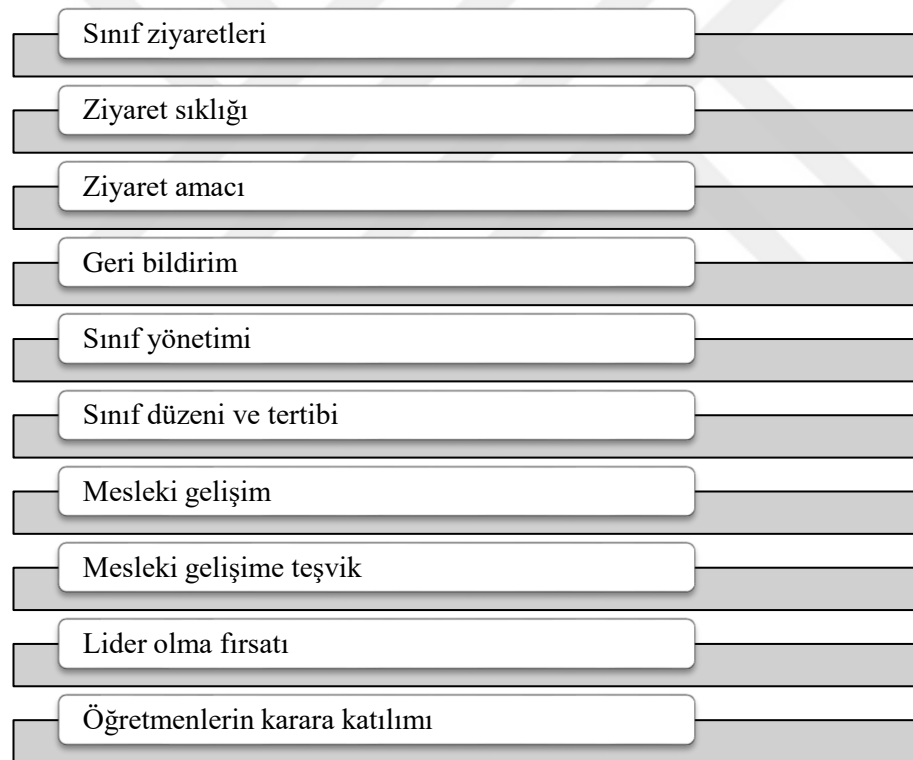 Sınıf ziyaretleri
Ziyaret sıklığı
Ziyaret amacı
Geri bildirim
Sınıf yönetimi
Sınıf düzeni ve tertibi
Mesleki gelişim
Mesleki gelişime teşvik
Lider olma fırsatı
Öğretmenlerin karara katılımı